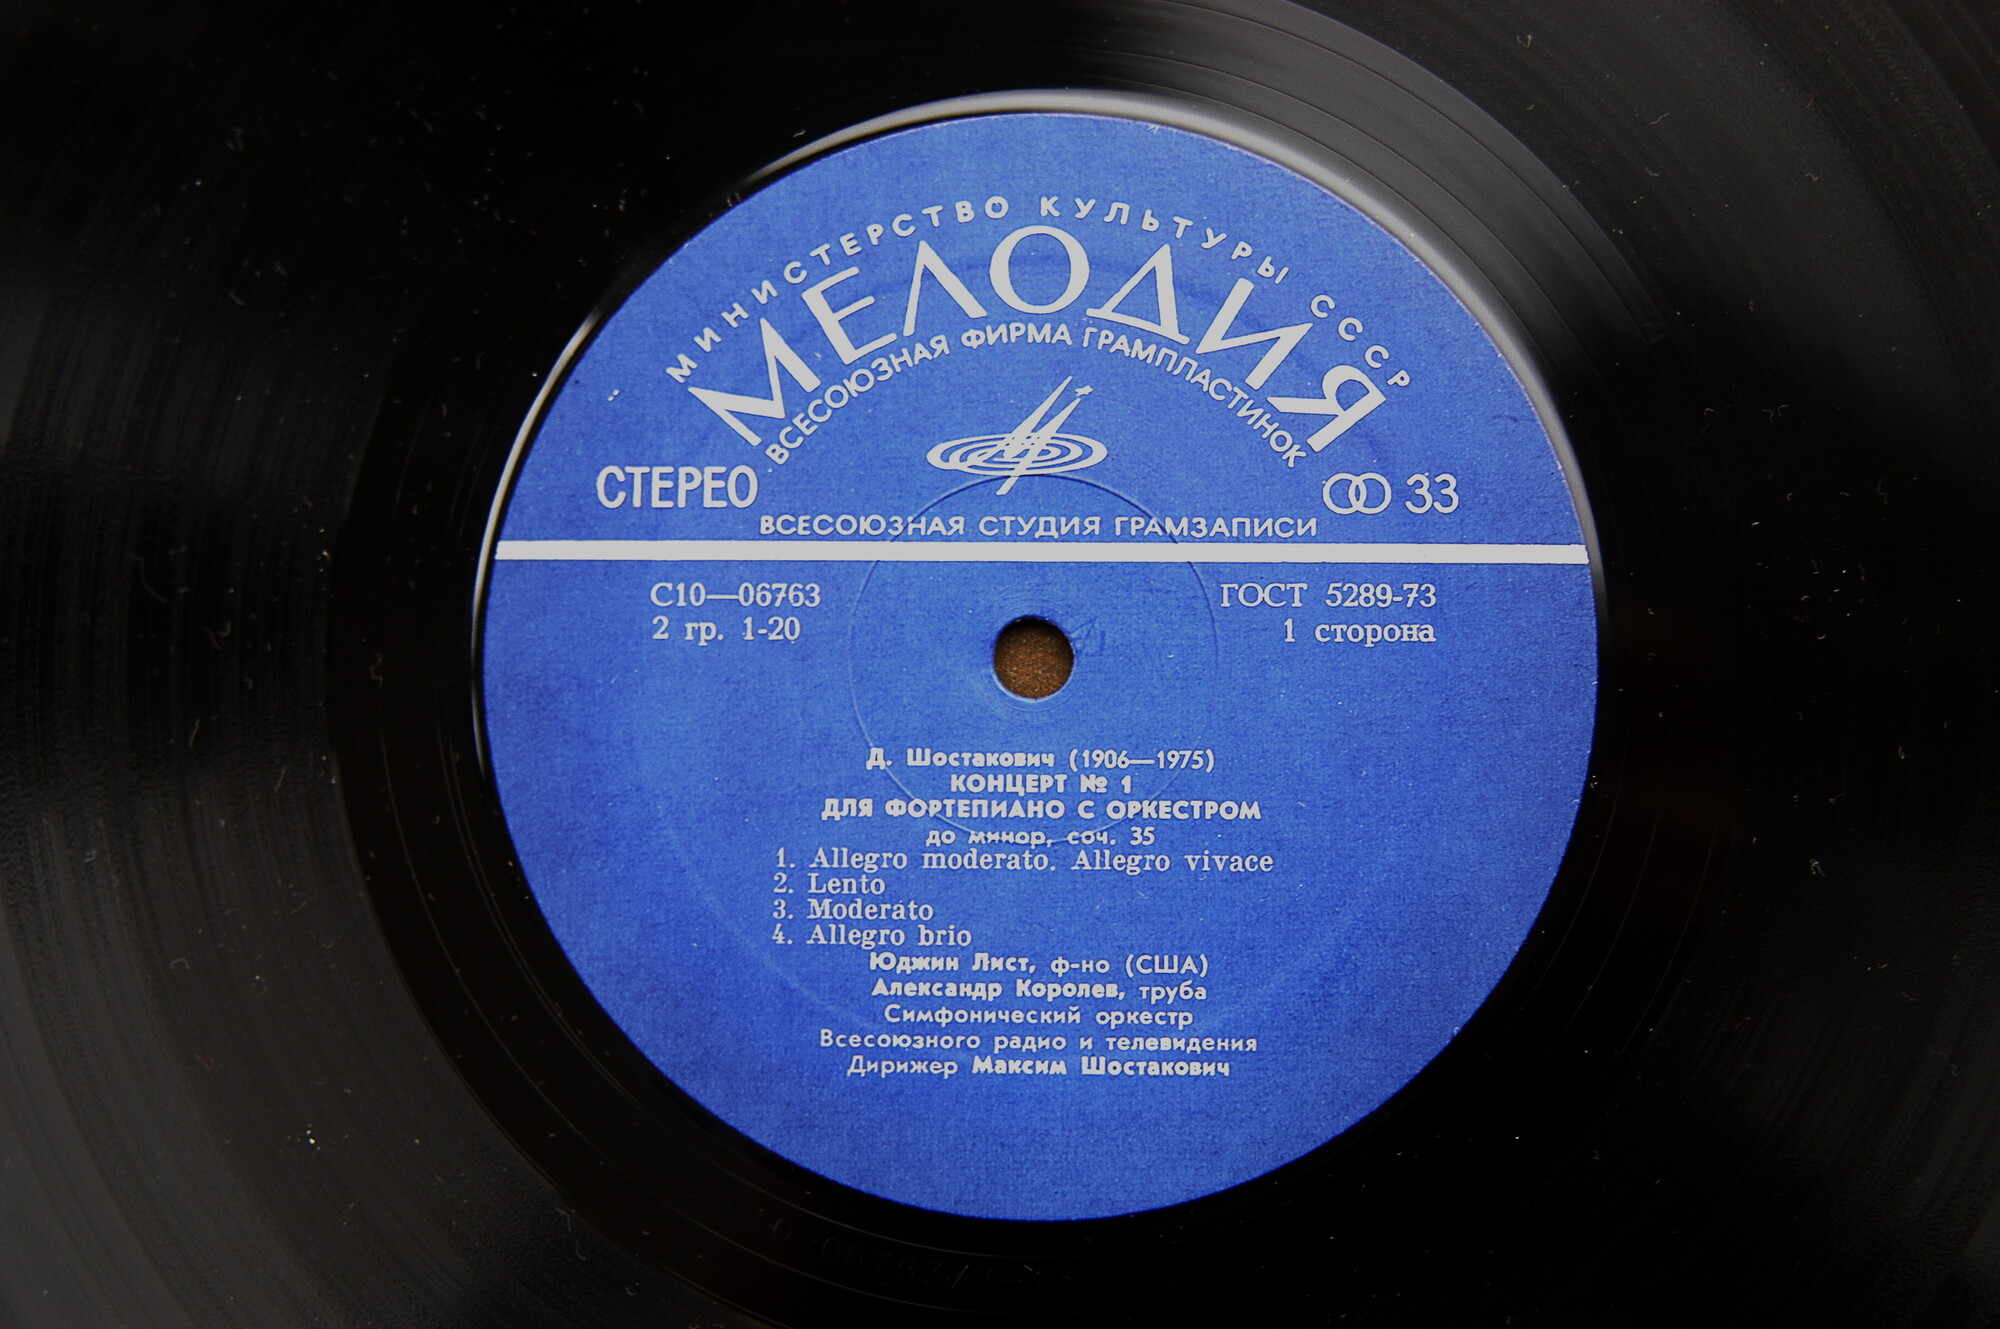 МИНИСТЕРСТВО КУЛЬТУРЫ СССР
МЕЛОДИЯ
ВСЕСОЮЗНАЯ ФИРМА ГРАМПЛАСТИНОК
СТЕРЕО
33
ВСЕСОЮЗНАЯ СТУДИЯ ГРАМЗАПИСИ
С10—06763
ГОСТ 5289-73
2 гр. 1-20
1 сторона
Д. Шостакович (1906—1975)
КОНЦЕРТ № 1
ДЛЯ ФОРТЕПИАНО С ОРКЕСТРОМ
до минор, соч. 35
1. Allegro moderato. Allegro vivace
2. Lento
3. Moderato
4. Allegro brio
Юджин Лист, ф-но (США)
Александр Королев, труба
Симфонический оркестр
Всесоюзного радио и телевидения
Дирижер Максим Шостакович